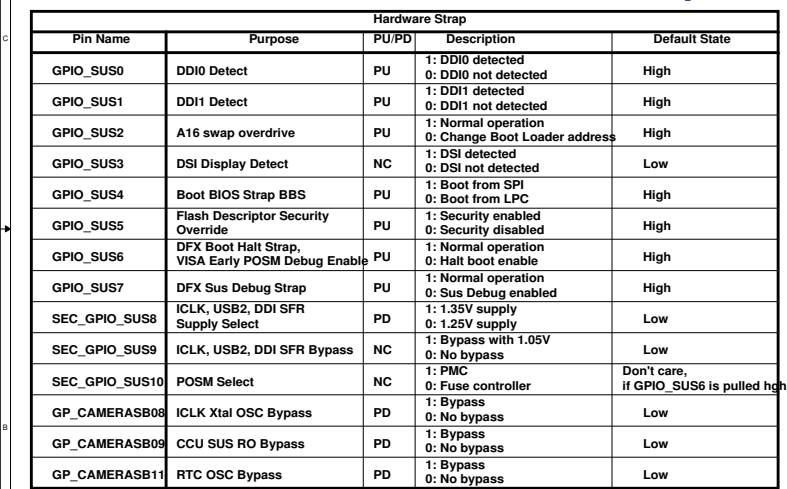 Hardware Strap
Pin Name Purpose PU/PD Description Default State
GPIO_SUS0 DDI0 Detect PU 1: DDI0 detected High
0: DDI0 not detected
GPIO_SUS1 DDI1 Detect PU 1: DDI1 detected High
0: DDI1 not detected
GPIO_SUS2 A16 swap overdrive PU 1: Normal operation High
0: Change Boot Loader address
GPIO_SUS3 DSI Display Detect NC 1: DSI detected Low
0: DSI not detected
GPIO_SUS4 Boot BIOS Strap BBS PU 1: Boot from SPI High
0: Boot from LPC
GPIO_SUS5 Flash Descriptor Security PU 1: Security enabled High
Override 0: Security disabled
GPIO_SUS6 DFX Boot Halt Strap, PU 1: Normal operation High
VISA Early POSM Debug Enable 0: Halt boot enable
GPIO_SUS7 DFX Sus Debug Strap PU 1: Normal operation High
0: Sus Debug enabled
SEC_GPIO_SUS8 ICLK, USB2, DDI SFR PD 1: 1.35V supply Low
Supply Select 0: 1.25V supply
SEC_GPIO_SUS9 ICLK, USB2, DDI SFR Bypass NC 1: Bypass with 1.05V Low
0: No bypass
SEC_GPIO_SUS10 POSM Select NC 1: PMC Don't care,
0: Fuse controller if GPIO_SUS6 is pulled hgh
GP_CAMERASB08 ICLK Xtal OSC Bypass PD 1: Bypass Low
0: No bypass
GP_CAMERASB09 CCU SUS RO Bypass PD 1: Bypass Low
0: No bypass
GP_CAMERASB11 RTC OSC Bypass PD 1: Bypass Low
0: No bypass
C
B